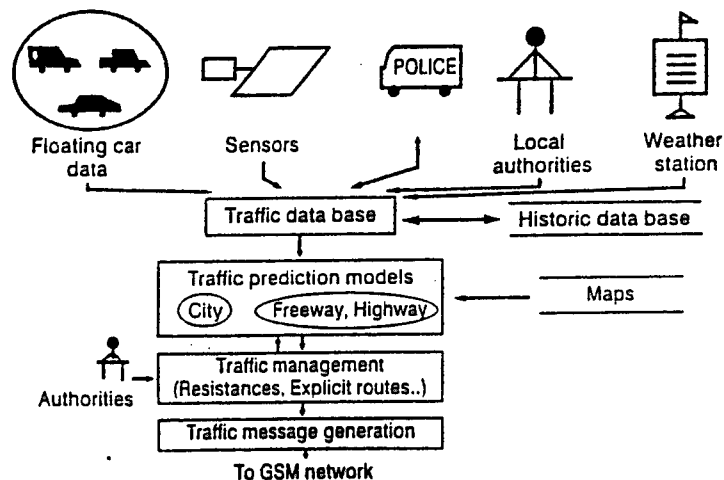 POLICE
Floating car
data
Sensors
Local
authorities
Weather
station
Traffic data base
Historic data base
Traffic prediction models
City
Freeway, Highway
Maps
Authorities
Traffic management
(Resistances, Explicit routes..)
Traffic message generation
To GSM network